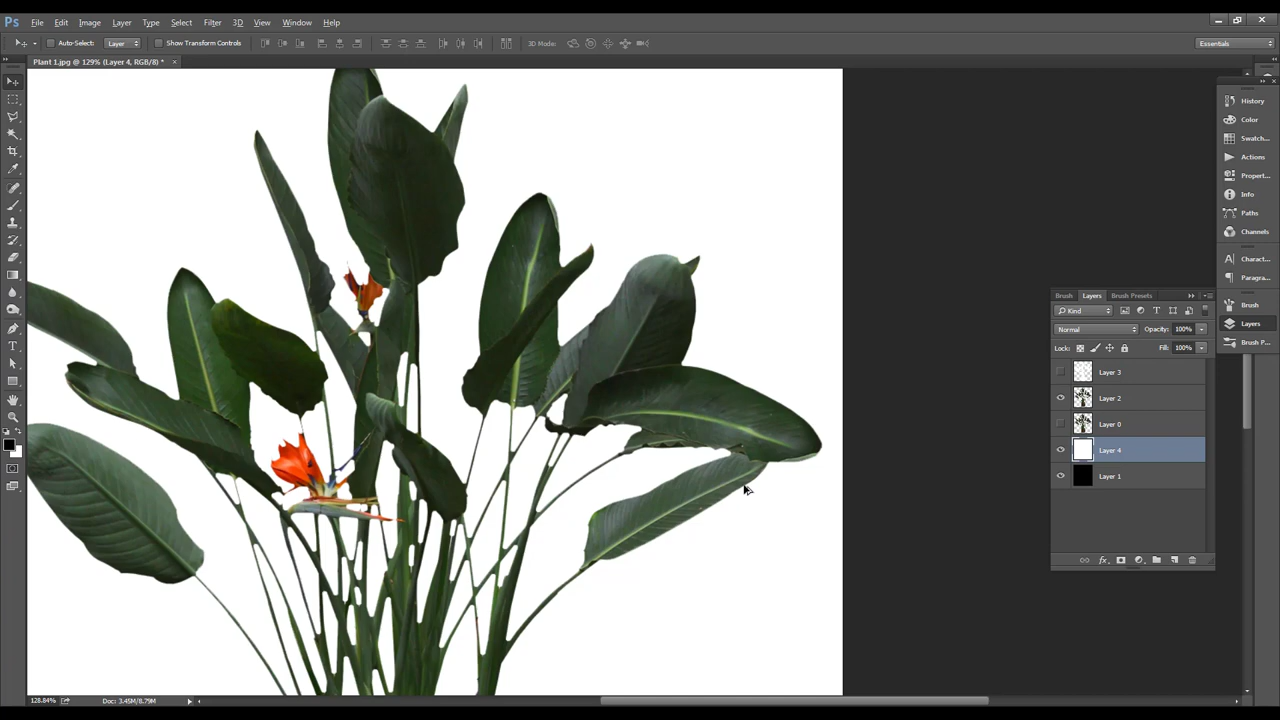 Ps File Edit Image Layer Type Select Filter 3D View Window Help
Auto-Select: Layer Show Transform Controls 3D Mode: Essentials
Plant 1.jpg @ 129% (Layer 4, RGB/8) * ×
History
Color
Swatch...
Actions
Propert...
Info
Paths
Channels
Charact...
Paragra...
Brush
Layers
Brush P...
Brush Layers Brush Presets
Kind
Normal Opacity: 100%
Lock: Fill: 100%
Layer 3
Layer 2
Layer 0
Layer 4
Layer 1
fx
128.84% Doc: 3.45M/8.79M